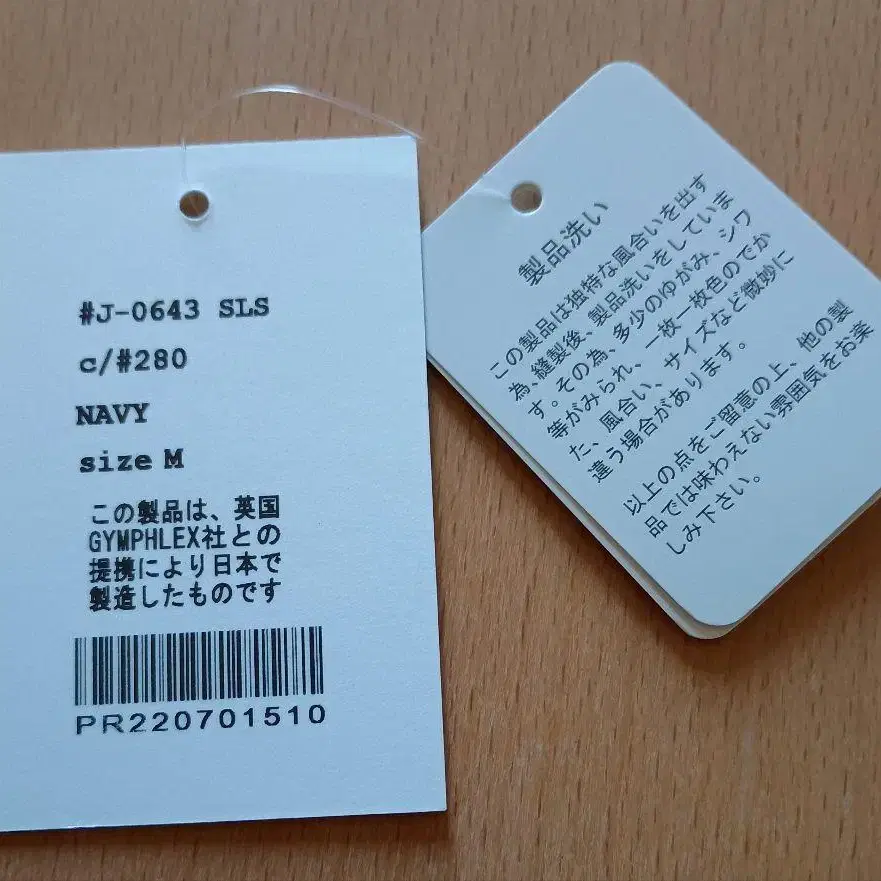 #J-0643 SLS
c/#280
NAVY
size M
この製品は、英国
GYMPHLEX社との
提携により日本で
製造したものです
PR220701510
製品洗い
この製品は独特な風合いを出す
為、縫製後、製品洗いをしていま
す。その為、多少のゆがみ、シワ
等がみられ、一枚一枚色のでか
た、風合い、サイズなど微妙に
違う場合があります。
以上の点をご留意の上、他の製
品では味わえない雰囲気をお楽
しみ下さい。